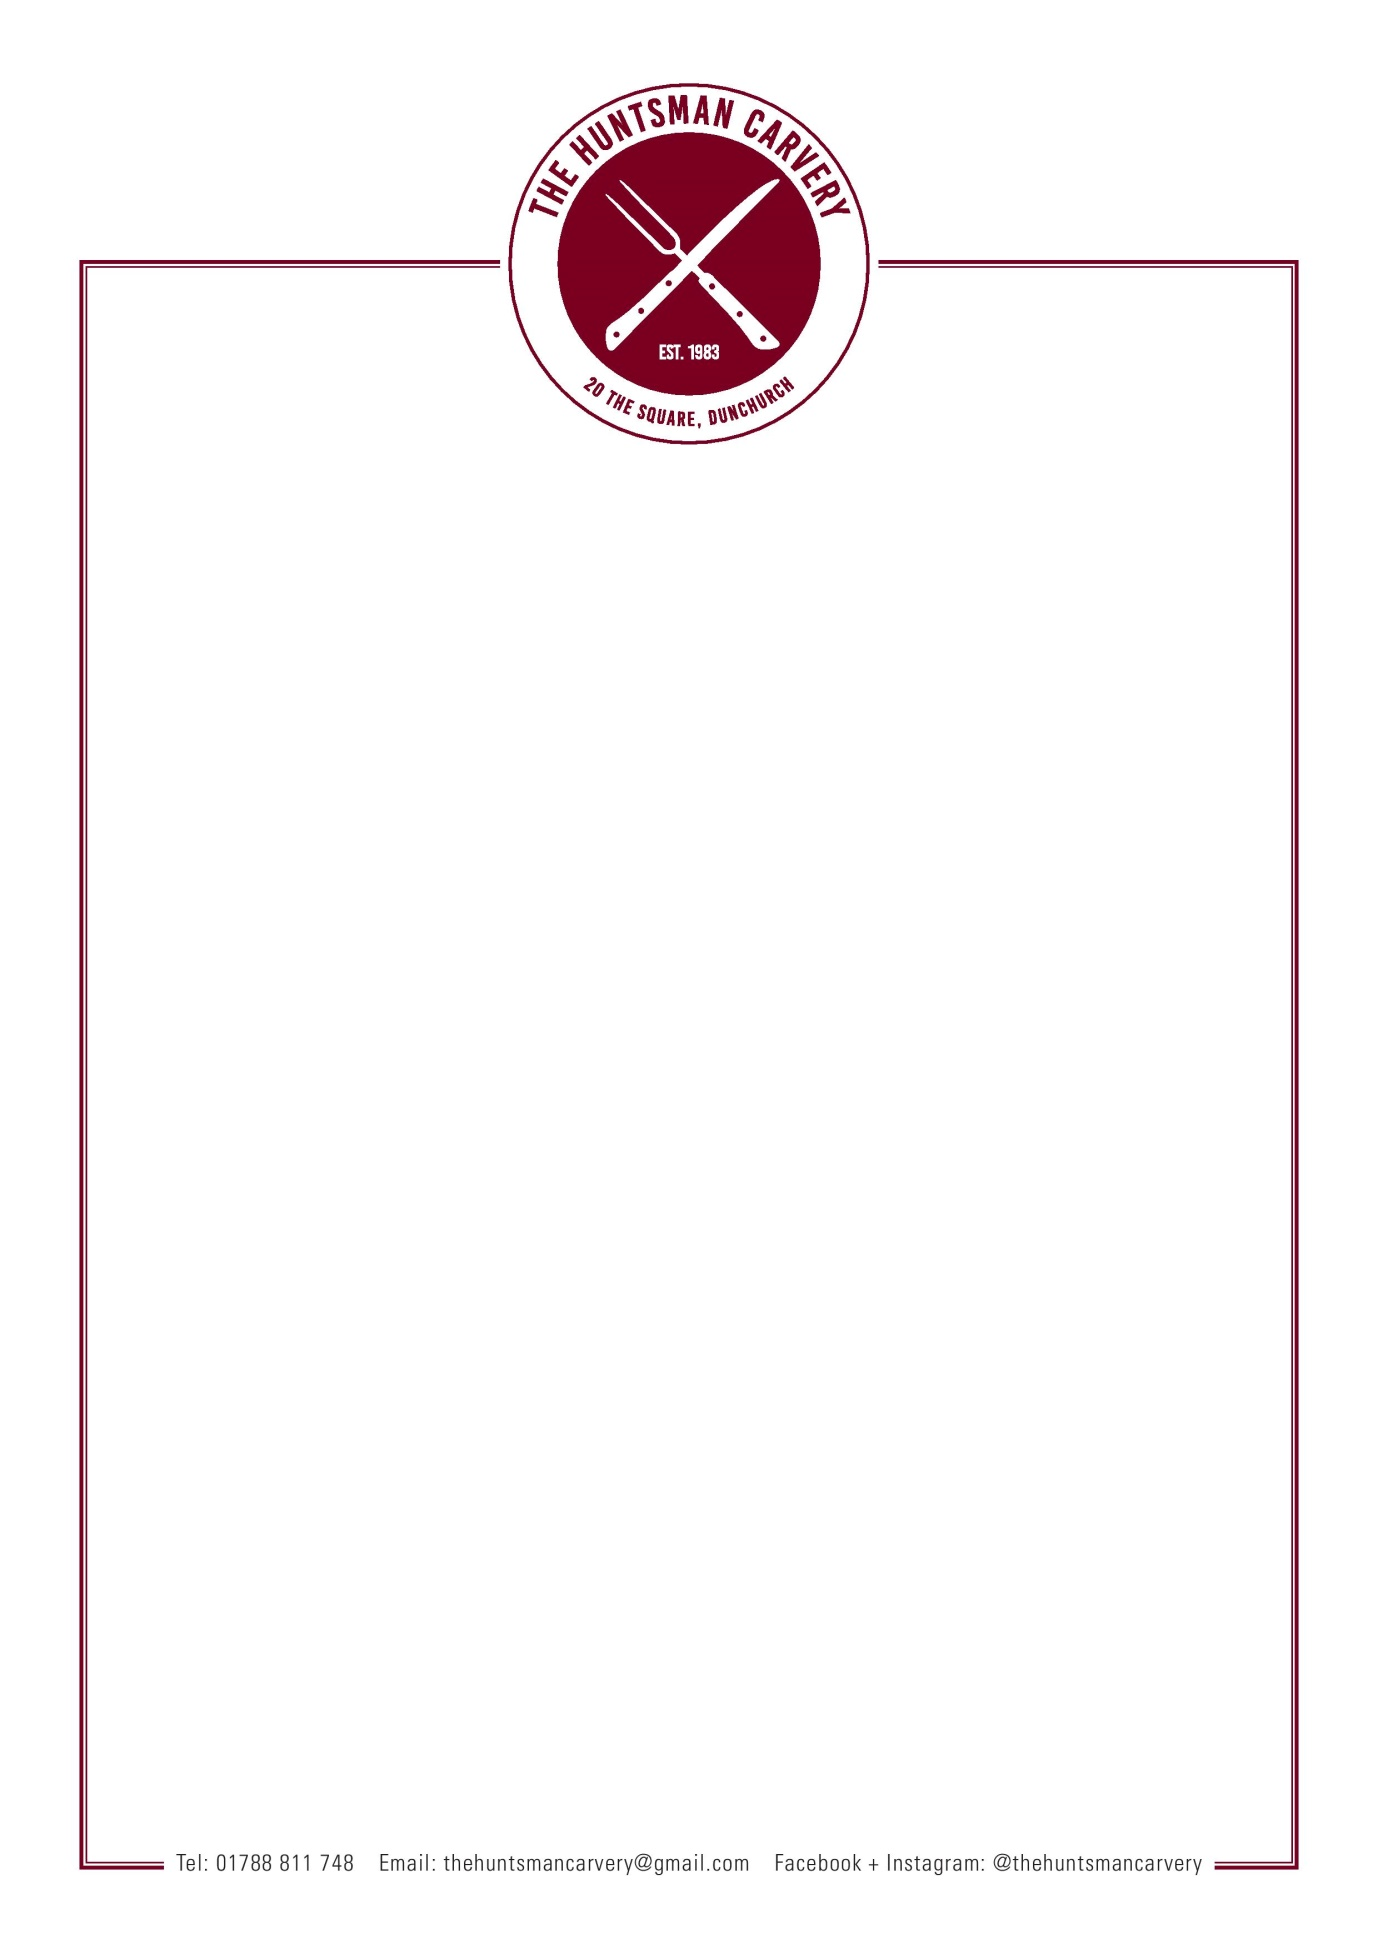 THE HUNTSMAN CARVERY
EST. 1983
20 THE SQUARE, DUNCHURCH
Tel: 01788 811 748 Email: thehuntsmancarvery@gmail.com Facebook + Instagram: @thehuntsmancarvery